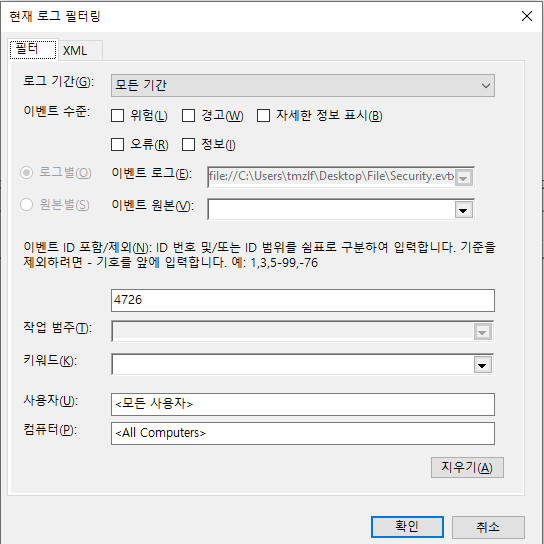 현재 로그 필터링
필터 XML
로그 기간(G): 모든 기간
이벤트 수준: 위험(L) 경고(W) 자세한 정보 표시(B)
오류(R) 정보(I)
로그별(O) 이벤트 로그(E): file://C:\Users\tmzlf\Desktop\File\Security.evtx
원본별(S) 이벤트 원본(V):
이벤트 ID 포함/제외(N): ID 번호 및/또는 ID 범위를 쉼표로 구분하여 입력합니다. 기준을
제외하려면 - 기호를 앞에 입력합니다. 예: 1,3,5-99,-76
4726
작업 범주(T):
키워드(K):
사용자(U): <모든 사용자>
컴퓨터(P): <All Computers>
지우기(A)
확인 취소